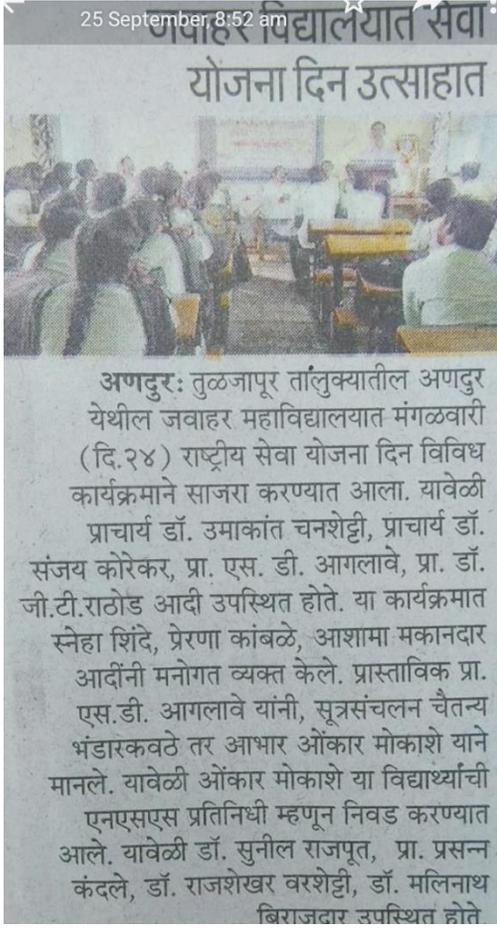 25 September, 8:52 am
जवाहर विद्यालयात सेवा
योजना दिन उत्साहात
अणदुर: तुळजापूर तालुक्यातील अणदुर
येथील जवाहर महाविद्यालयात मंगळवारी
(दि.२४) राष्ट्रीय सेवा योजना दिन विविध
कार्यक्रमाने साजरा करण्यात आला. यावेळी
प्राचार्य डॉ. उमाकांत चनशेट्टी, प्राचार्य डॉ.
संजय कोरेकर, प्रा. एस. डी. आगलावे, प्रा. डॉ.
जी.टी.राठोड आदी उपस्थित होते. या कार्यक्रमात
स्नेहा शिंदे, प्रेरणा कांबळे, आशामा मकानदार
आदींनी मनोगत व्यक्त केले. प्रास्ताविक प्रा.
एस.डी. आगलावे यांनी, सूत्रसंचलन चैतन्य
भंडारकवठे तर आभार ओंकार मोकाशे याने
मानले. यावेळी ओंकार मोकाशे या विद्यार्थ्यांची
एनएसएस प्रतिनिधी म्हणून निवड करण्यात
आले. यावेळी डॉ. सुनील राजपूत, प्रा. प्रसन्न
कंदले, डॉ. राजशेखर वरशेट्टी, डॉ. मलिनाथ
बिराजदार उपस्थित होते